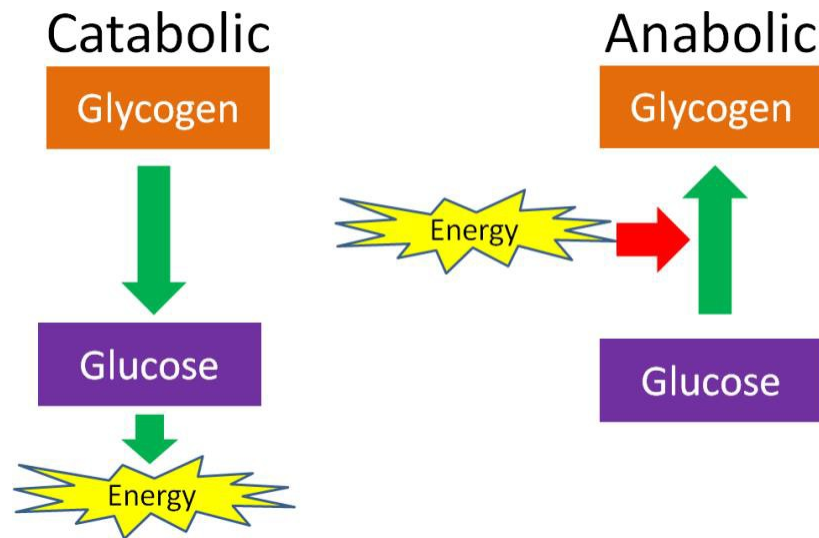 Catabolic
Glycogen
Glucose
Energy
Anabolic
Glycogen
Energy
Glucose